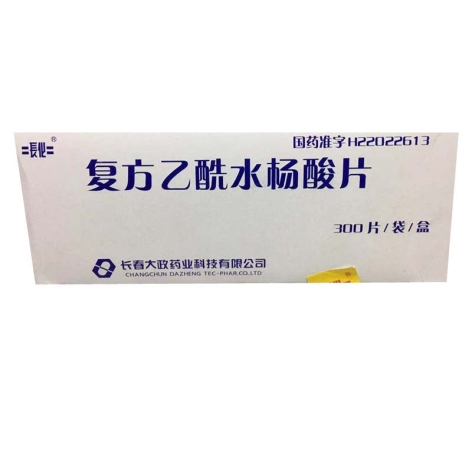 =長化=®
国药准字H22022613
复方乙酰水杨酸片
300片/袋/盒
长春大政药业科技有限公司
CHANGCHUN DAZHENG TEC-PHAR.CO.LTD